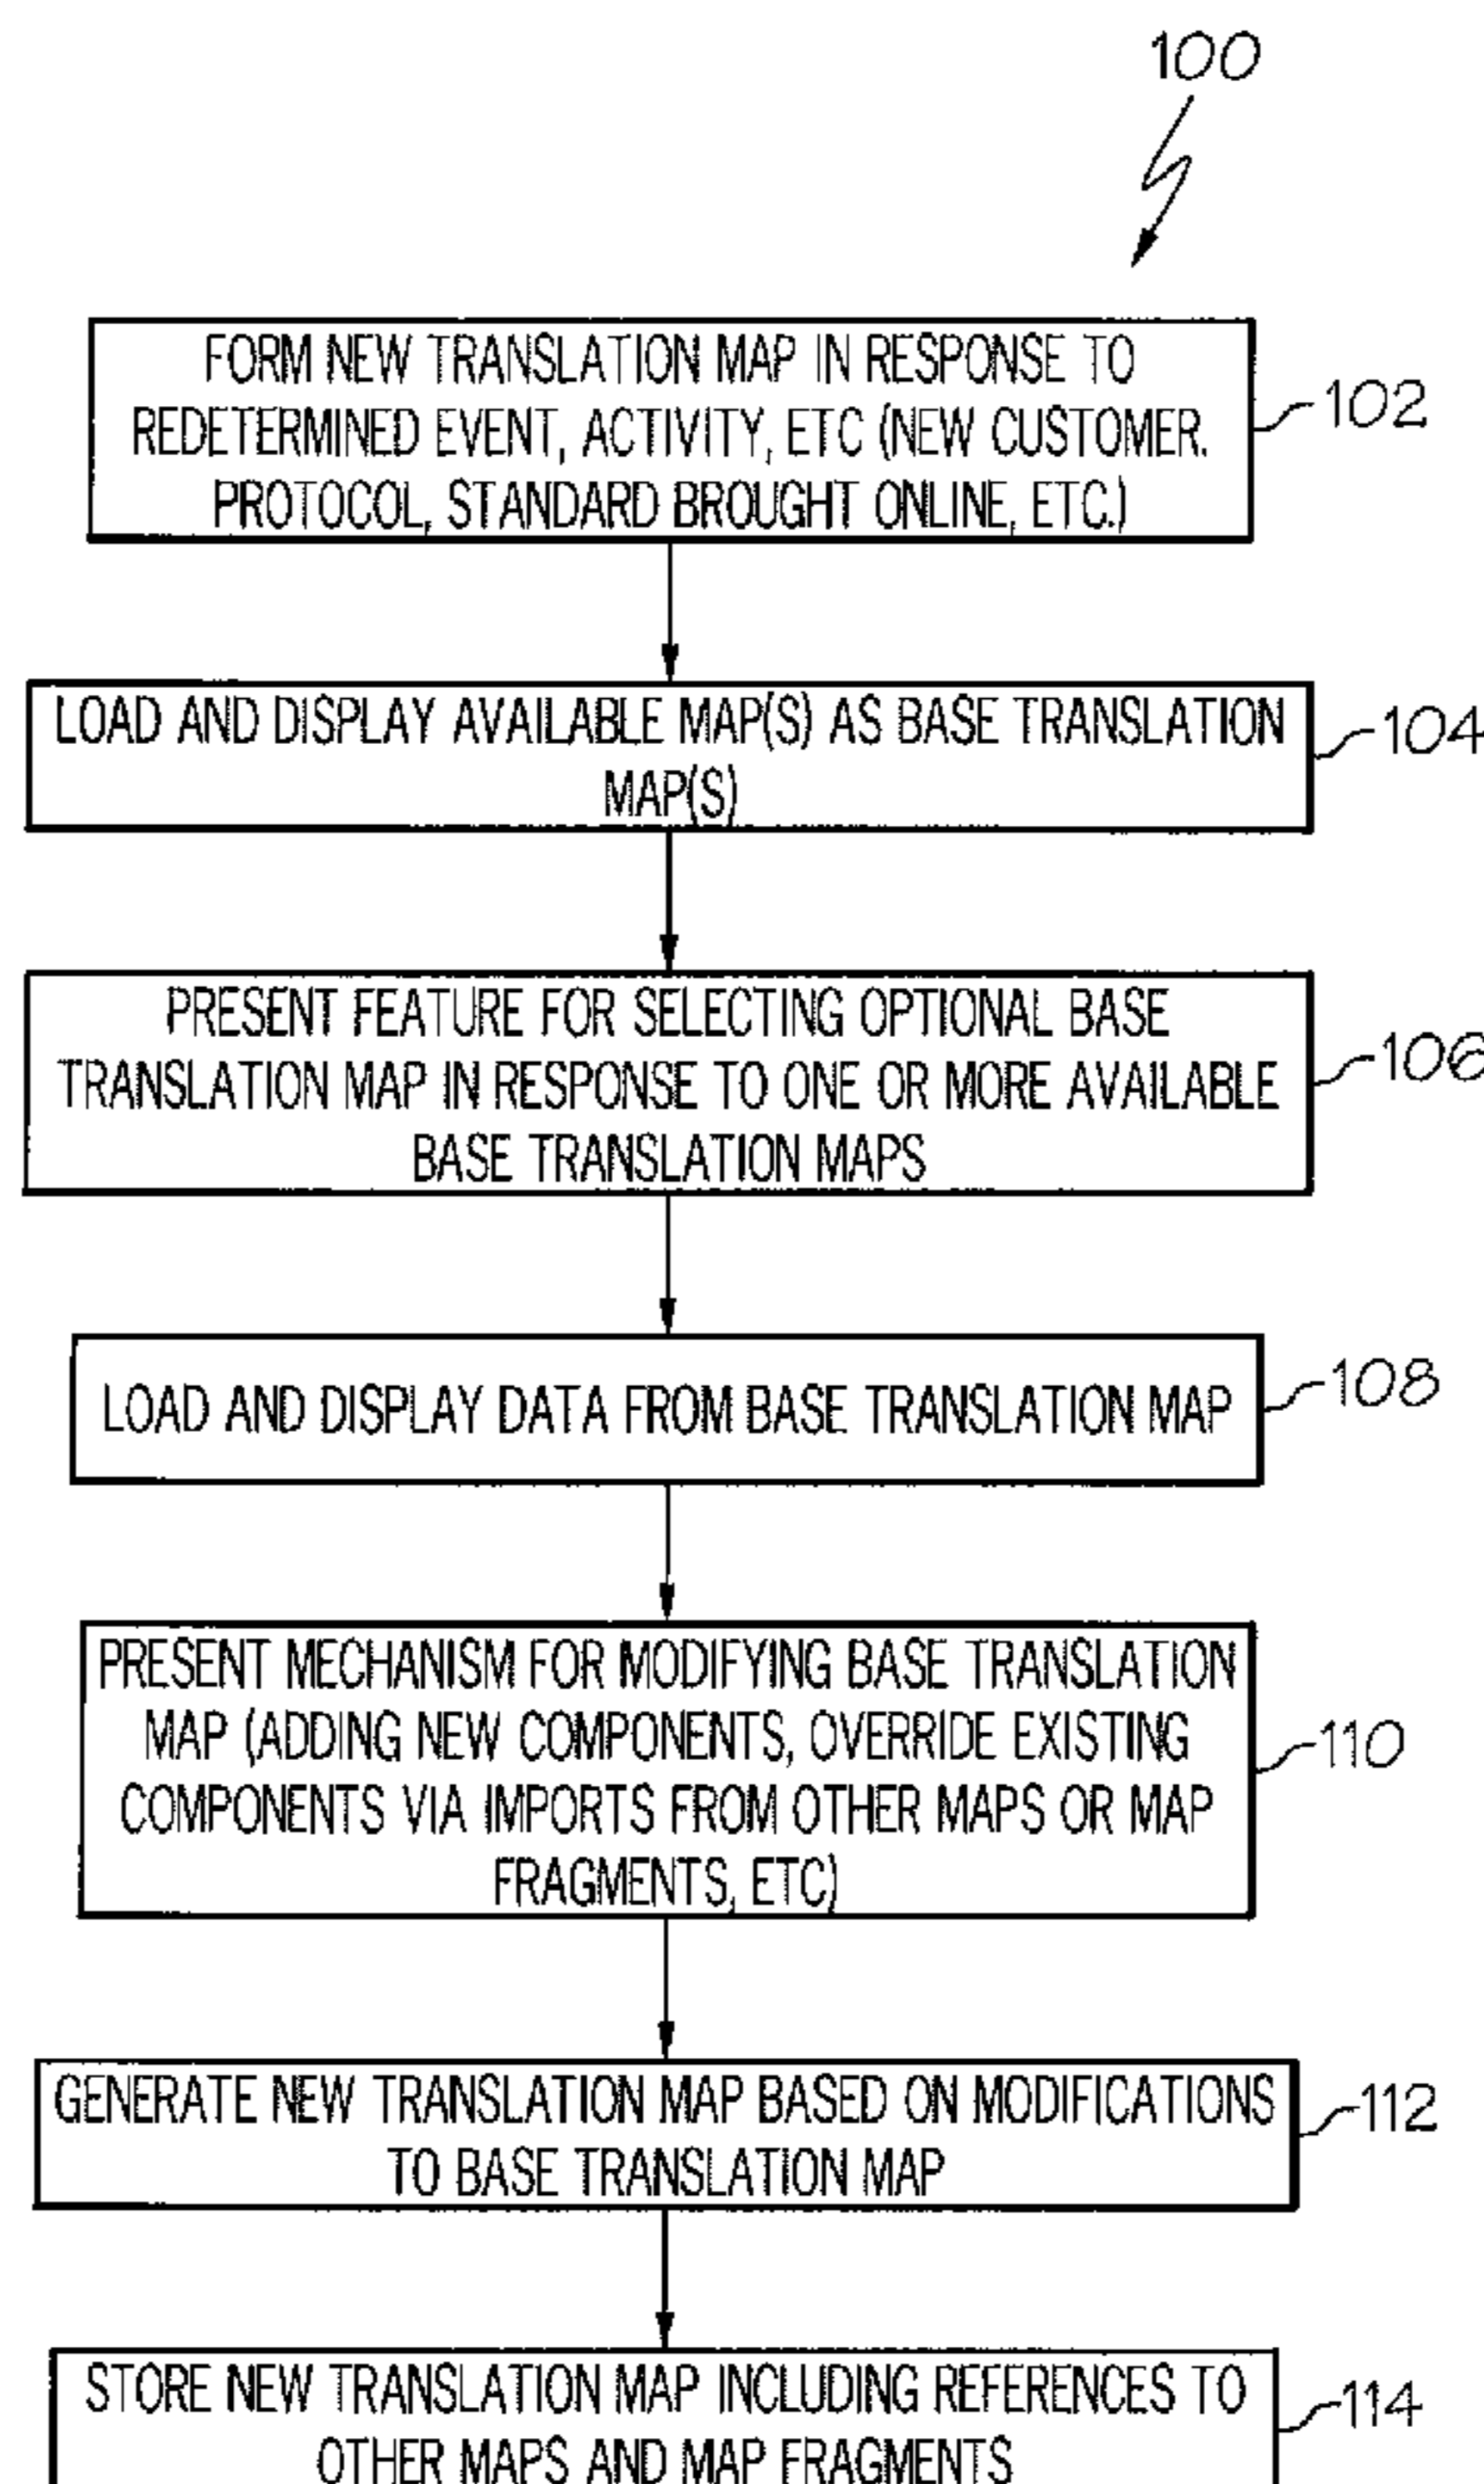 100
FORM NEW TRANSLATION MAP IN RESPONSE TO
REDETERMINED EVENT, ACTIVITY, ETC (NEW CUSTOMER.
PROTOCOL, STANDARD BROUGHT ONLINE, ETC.)
102
LOAD AND DISPLAY AVAILABLE MAP(S) AS BASE TRANSLATION
MAP(S)
104
PRESENT FEATURE FOR SELECTING OPTIONAL BASE
TRANSLATION MAP IN RESPONSE TO ONE OR MORE AVAILABLE
BASE TRANSLATION MAPS
106
LOAD AND DISPLAY DATA FROM BASE TRANSLATION MAP
108
PRESENT MECHANISM FOR MODIFYING BASE TRANSLATION
MAP (ADDING NEW COMPONENTS, OVERRIDE EXISTING
COMPONENTS VIA IMPORTS FROM OTHER MAPS OR MAP
FRAGMENTS, ETC)
110
GENERATE NEW TRANSLATION MAP BASED ON MODIFICATIONS
TO BASE TRANSLATION MAP
112
STORE NEW TRANSLATION MAP INCLUDING REFERENCES TO
OTHER MAPS AND MAP FRAGMENTS
114